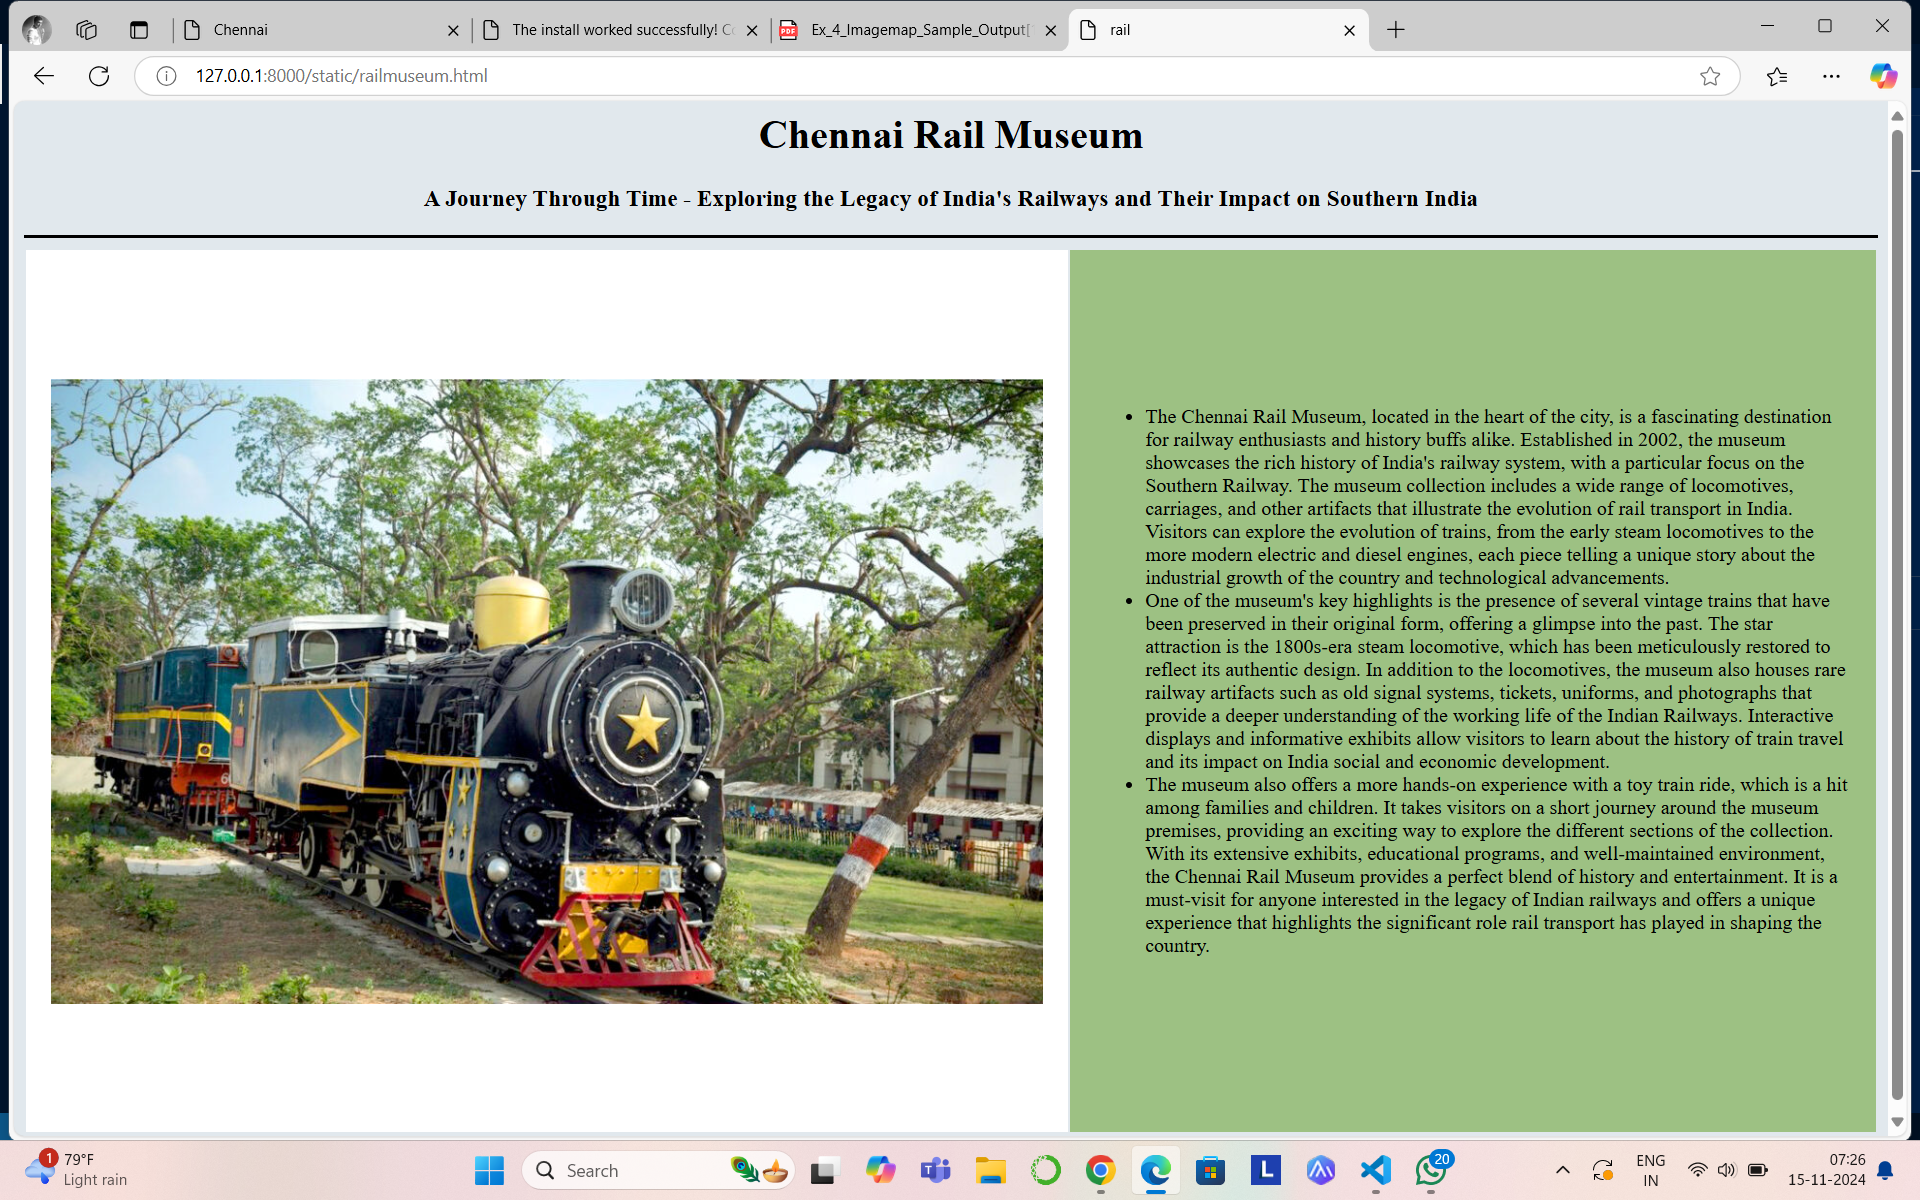 Chennai
The install worked successfully! Co
Ex_4_Imagemap_Sample_Output[
rail
127.0.0.1:8000/static/railmuseum.html
Chennai Rail Museum
A Journey Through Time - Exploring the Legacy of India's Railways and Their Impact on Southern India
The Chennai Rail Museum, located in the heart of the city, is a fascinating destination
for railway enthusiasts and history buffs alike. Established in 2002, the museum
showcases the rich history of India's railway system, with a particular focus on the
Southern Railway. The museum collection includes a wide range of locomotives,
carriages, and other artifacts that illustrate the evolution of rail transport in India.
Visitors can explore the evolution of trains, from the early steam locomotives to the
more modern electric and diesel engines, each piece telling a unique story about the
industrial growth of the country and technological advancements.
One of the museum's key highlights is the presence of several vintage trains that have
been preserved in their original form, offering a glimpse into the past. The star
attraction is the 1800s-era steam locomotive, which has been meticulously restored to
reflect its authentic design. In addition to the locomotives, the museum also houses rare
railway artifacts such as old signal systems, tickets, uniforms, and photographs that
provide a deeper understanding of the working life of the Indian Railways. Interactive
displays and informative exhibits allow visitors to learn about the history of train travel
and its impact on India social and economic development.
The museum also offers a more hands-on experience with a toy train ride, which is a hit
among families and children. It takes visitors on a short journey around the museum
premises, providing an exciting way to explore the different sections of the collection.
With its extensive exhibits, educational programs, and well-maintained environment,
the Chennai Rail Museum provides a perfect blend of history and entertainment. It is a
must-visit for anyone interested in the legacy of Indian railways and offers a unique
experience that highlights the significant role rail transport has played in shaping the
country.
1
79°F
Light rain
Search
L
20
ENG
IN
07:26
15-11-2024